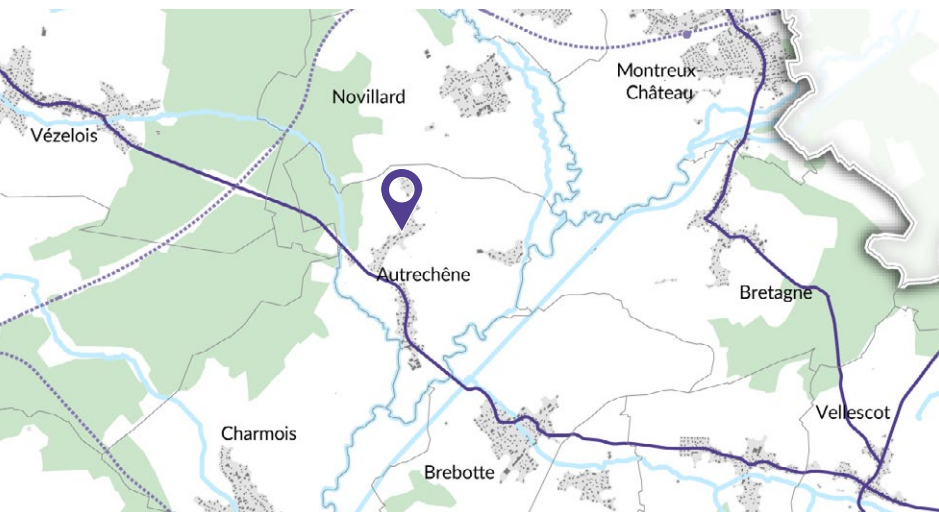 Montreux
Château
Novillard
Vézelois
Autrechêne
Bretagne
Vellescot
Charmois
Brebotte